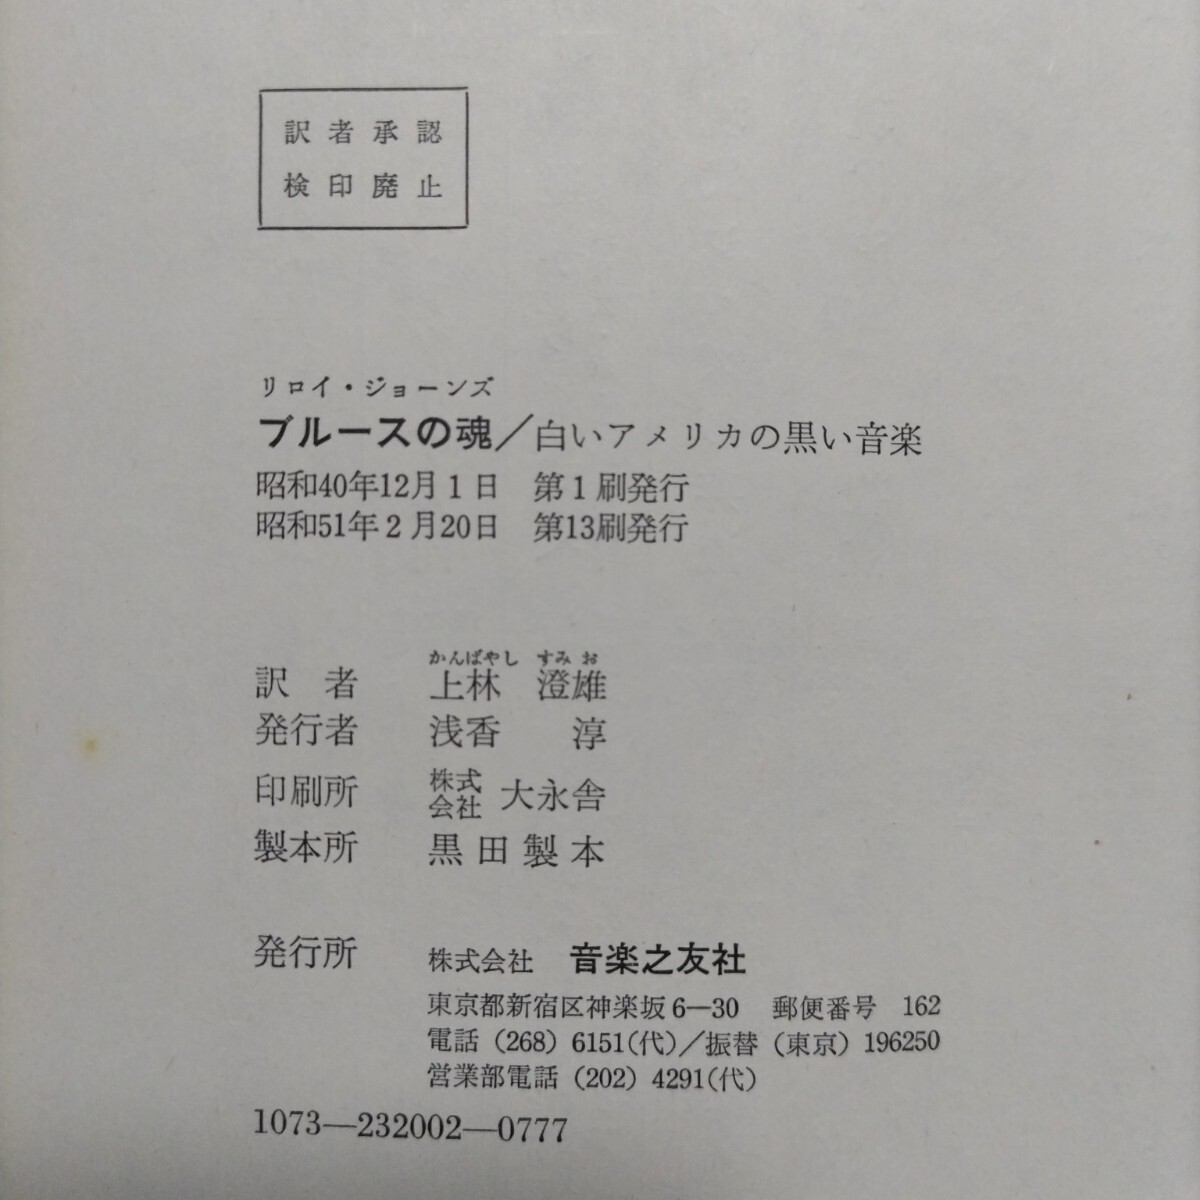 訳者承認
検印廃止
リロイ・ジョーンズ
ブルースの魂／白いアメリカの黒い音楽
昭和40年12月1日　第1刷発行
昭和51年2月20日　第13刷発行
かんばやし　すみお
訳　者　上林　澄雄
発行者　浅香　淳
印刷所　株式会社　大永舎
製本所　黒田製本
発行所　株式会社　音楽之友社
東京都新宿区神楽坂6―30　郵便番号　162
電話（268）6151(代)／振替（東京）196250
営業部電話（202）4291(代)
1073―232002―0777